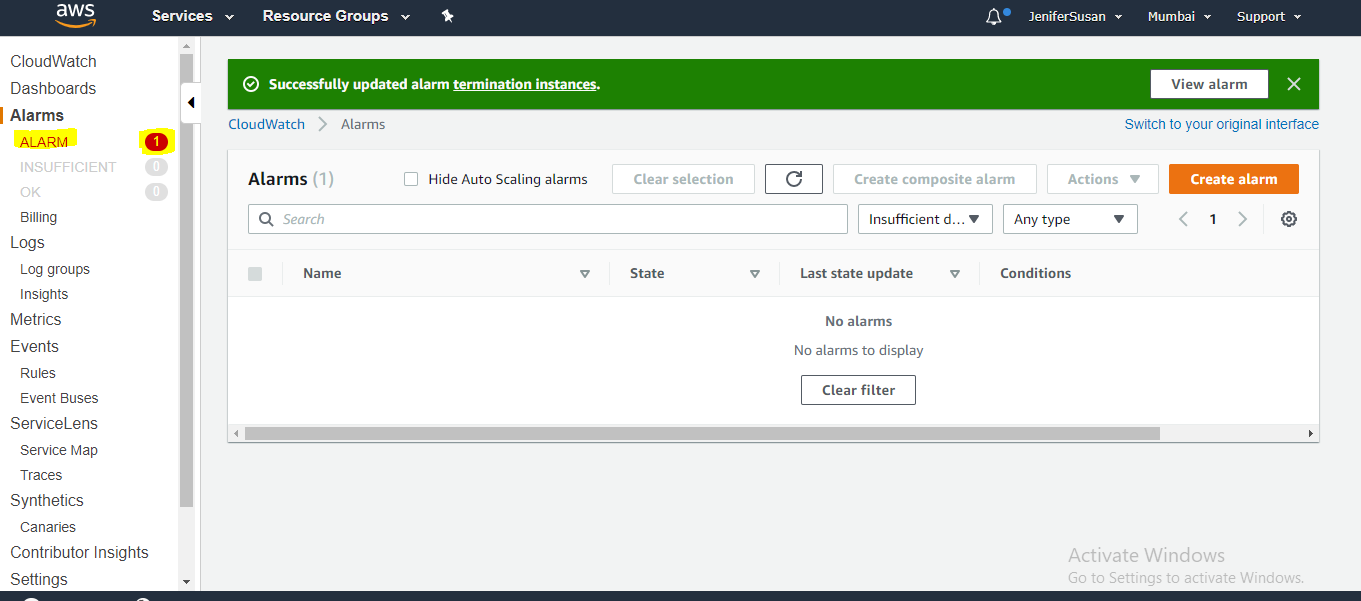 aws Services Resource Groups JeniferSusan Mumbai Support
CloudWatch
Dashboards
Alarms
ALARM 1
INSUFFICIENT 0
OK 0
Billing
Logs
Log groups
Insights
Metrics
Events
Rules
Event Buses
ServiceLens
Service Map
Traces
Synthetics
Canaries
Contributor Insights
Settings
Successfully updated alarm termination instances. View alarm
CloudWatch Alarms Switch to your original interface
Alarms (1) Hide Auto Scaling alarms Clear selection Create composite alarm Actions Create alarm
Search Insufficient d... Any type 1
Name State Last state update Conditions
No alarms
No alarms to display
Clear filter
Activate Windows
Go to Settings to activate Windows.